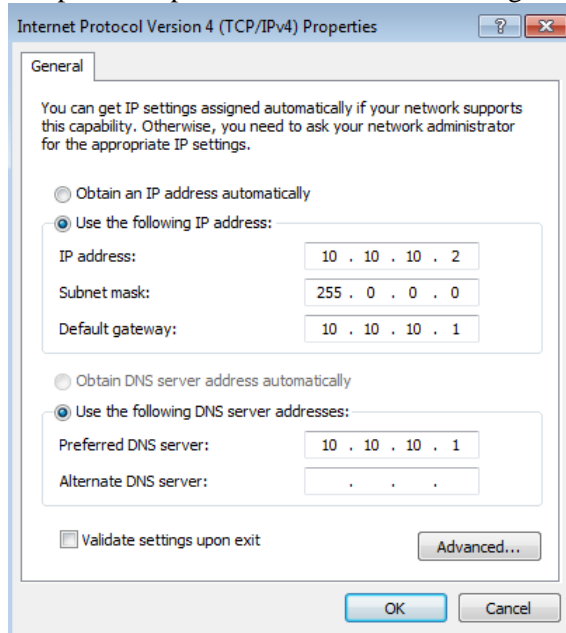 Internet Protocol Version 4 (TCP/IPv4) Properties
General
You can get IP settings assigned automatically if your network supports
this capability. Otherwise, you need to ask your network administrator
for the appropriate IP settings.
Obtain an IP address automatically
Use the following IP address:
IP address: 10 . 10 . 10 . 2
Subnet mask: 255 . 0 . 0 . 0
Default gateway: 10 . 10 . 10 . 1
Obtain DNS server address automatically
Use the following DNS server addresses:
Preferred DNS server: 10 . 10 . 10 . 1
Alternate DNS server: . . .
Validate settings upon exit
Advanced...
OK Cancel